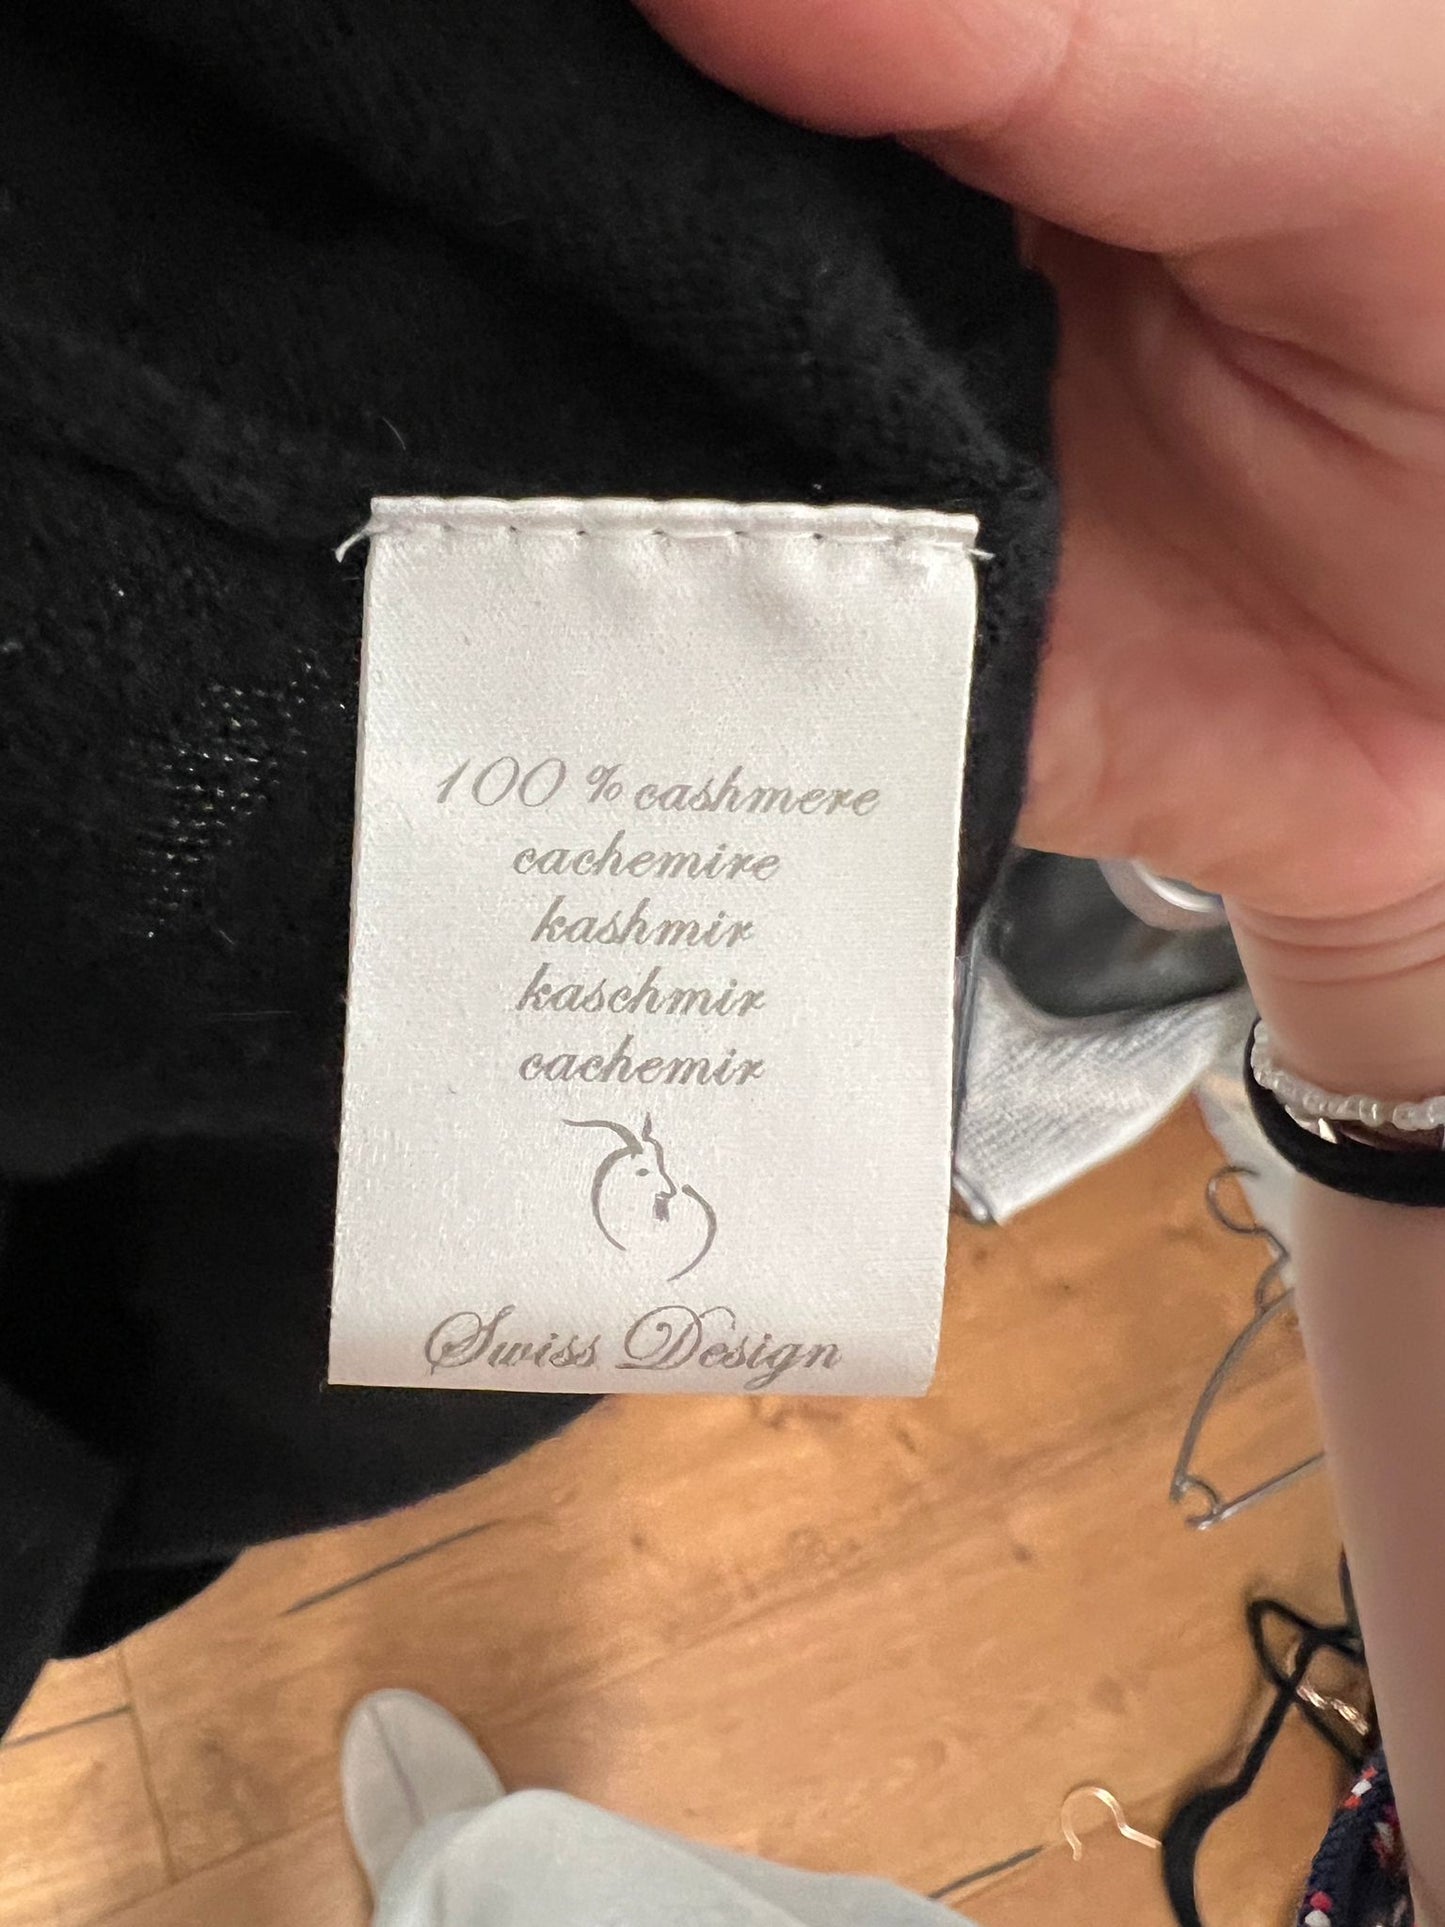 100 % cashmere
cachemire
kashmir
kaschmir
cachemir
Swiss Design